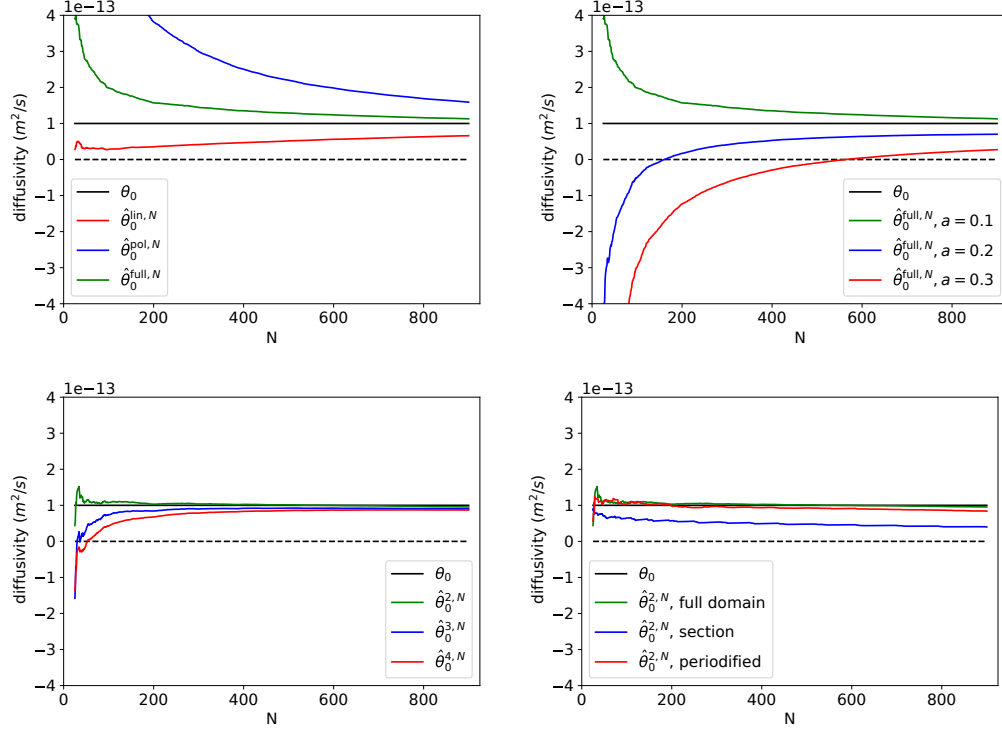 1e−13
4
3
2
1
0
−1
−2
−3
−4
diffusivity (m²/s)
0
200
400
600
800
N
θ₀
θ̂₀^{lin, N}
θ̂₀^{pol, N}
θ̂₀^{full, N}
1e−13
4
3
2
1
0
−1
−2
−3
−4
diffusivity (m²/s)
0
200
400
600
800
N
θ₀
θ̂₀^{full, N}, a = 0.1
θ̂₀^{full, N}, a = 0.2
θ̂₀^{full, N}, a = 0.3
1e−13
4
3
2
1
0
−1
−2
−3
−4
diffusivity (m²/s)
0
200
400
600
800
N
θ₀
θ̂₀^{2, N}
θ̂₀^{3, N}
θ̂₀^{4, N}
1e−13
4
3
2
1
0
−1
−2
−3
−4
diffusivity (m²/s)
0
200
400
600
800
N
θ₀
θ̂₀^{2, N}, full domain
θ̂₀^{2, N}, section
θ̂₀^{2, N}, periodified